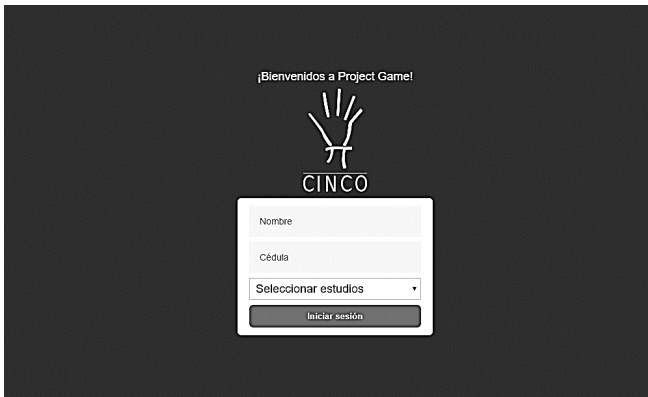 ¡Bienvenidos a Project Game!
CINCO
Nombre
Cédula
Seleccionar estudios
Iniciar sesión